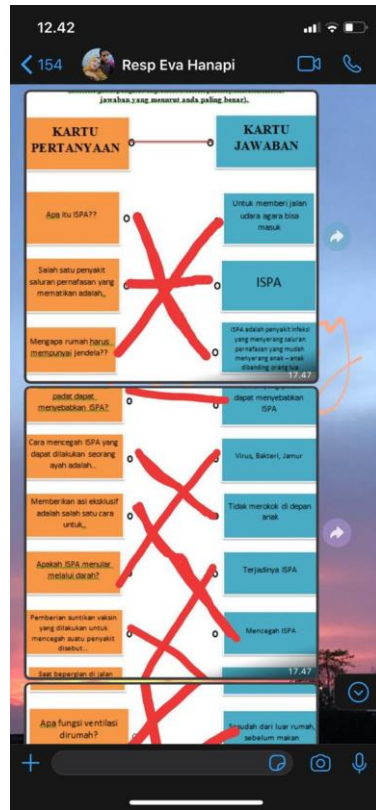 12.42
154
Resp Eva Hanapi
jawaban yang menurut anda paling benar).
KARTU
PERTANYAAN
KARTU
JAWABAN
Apa itu ISPA??
Untuk memberi jalan
udara agara bisa
masuk
Salah satu penyakit
saluran pernafasan yang
mematikan adalah,,
ISPA
Mengapa rumah harus
mempunyai jendela??
ISPA adalah penyakit infeksi
yang menyerang saluran
pernafasan yang mudah
menyerang anak – anak
dibanding orang tua
17.47
padat dapat
menyebabkan ISPA?
dapat menyebabkan
ISPA
Cara mencegah ISPA yang
dapat dilakukan seorang
ayah adalah...
Virus, Bakteri, Jamur
Memberikan asi eksklusif
adalah salah satu cara
untuk,,
Tidak merokok di depan
anak
Apakah ISPA menular
melalui darah?
Terjadinya ISPA
Pemberian suntikan vaksin
yang dilakukan untuk
mencegah suatu penyakit
disebut...
Mencegah ISPA
Saat bepergian di jalan
17.47
Apa fungsi ventilasi
dirumah?
Sesudah dari luar rumah,
sebelum makan